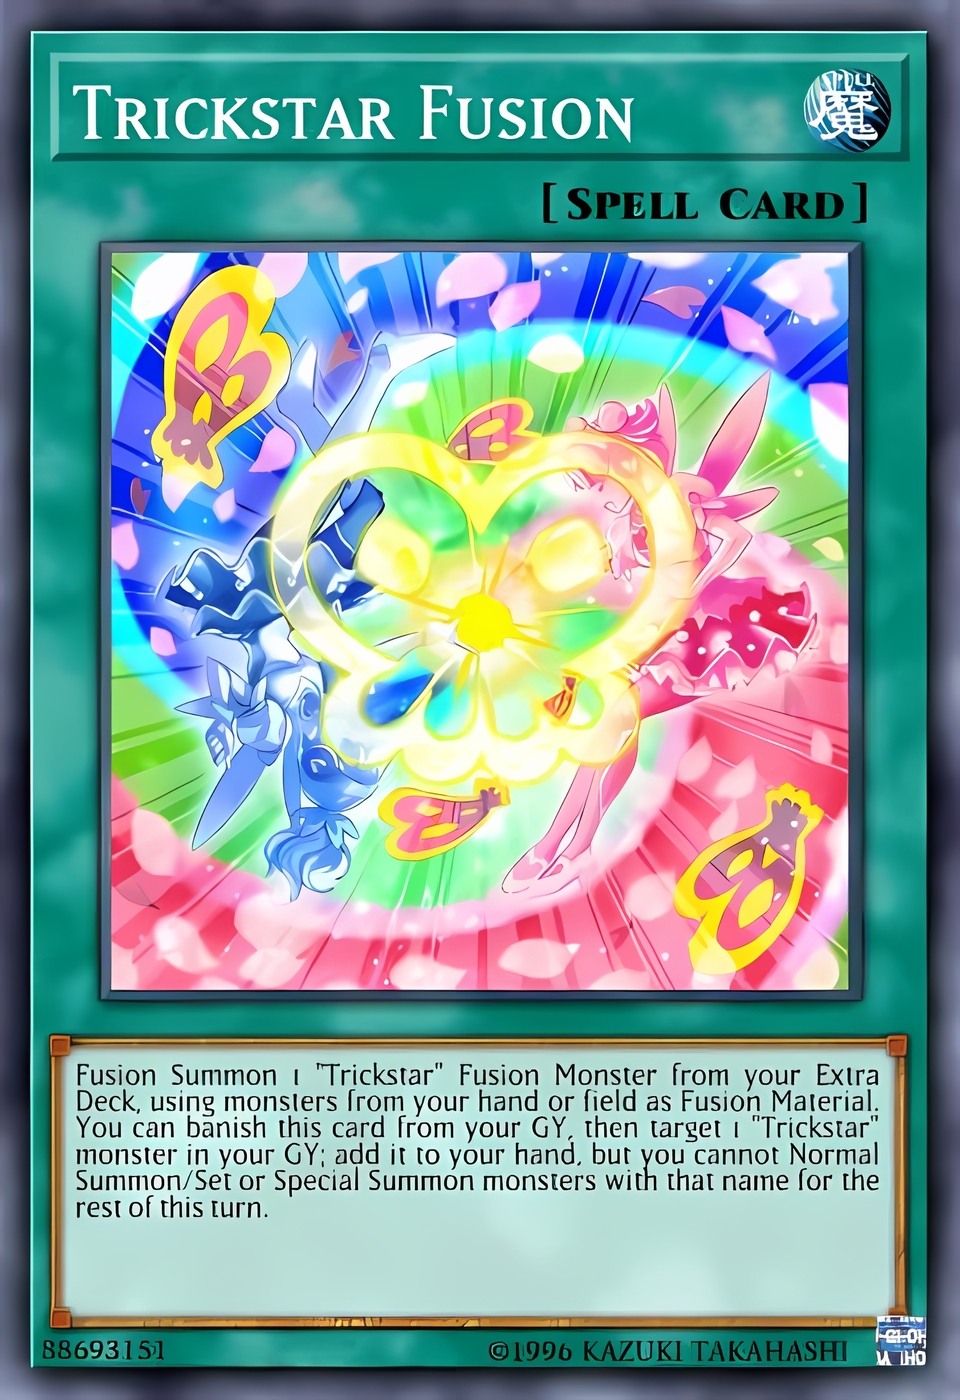 TRICKSTAR FUSION
魔
[SPELL CARD]
Fusion Summon 1 "Trickstar" Fusion Monster from your Extra
Deck, using monsters from your hand or field as Fusion Material.
You can banish this card from your GY, then target 1 "Trickstar"
monster in your GY; add it to your hand, but you cannot Normal
Summon/Set or Special Summon monsters with that name for the
rest of this turn.
88693151
©1996 KAZUKI TAKAHASHI